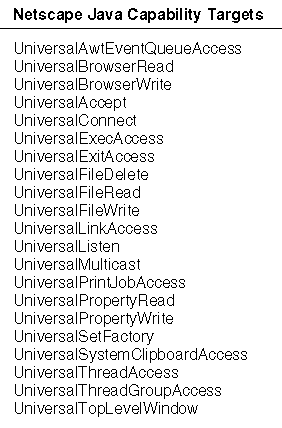 Netscape Java Capability Targets
UniversalAwtEventQueueAccess
UniversalBrowserRead
UniversalBrowserWrite
UniversalAccept
UniversalConnect
UniversalExecAccess
UniversalExitAccess
UniversalFileDelete
UniversalFileRead
UniversalFileWrite
UniversalLinkAccess
UniversalListen
UniversalMulticast
UniversalPrintJobAccess
UniversalPropertyRead
UniversalPropertyWrite
UniversalSetFactory
UniversalSystemClipboardAccess
UniversalThreadAccess
UniversalThreadGroupAccess
UniversalTopLevelWindow